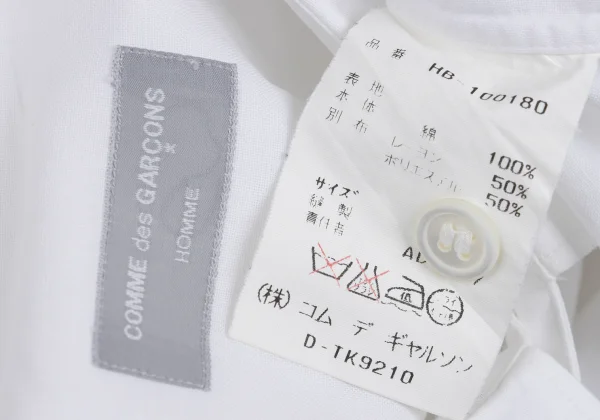 COMME des GARÇONS
HOMME
品番 HB-100180
表地
本体 綿 100%
別布 レーヨン 50%
ポリエステル 50%
サイズ
縫製
責任者
(株) コム デ ギャルソン
D-TK9210